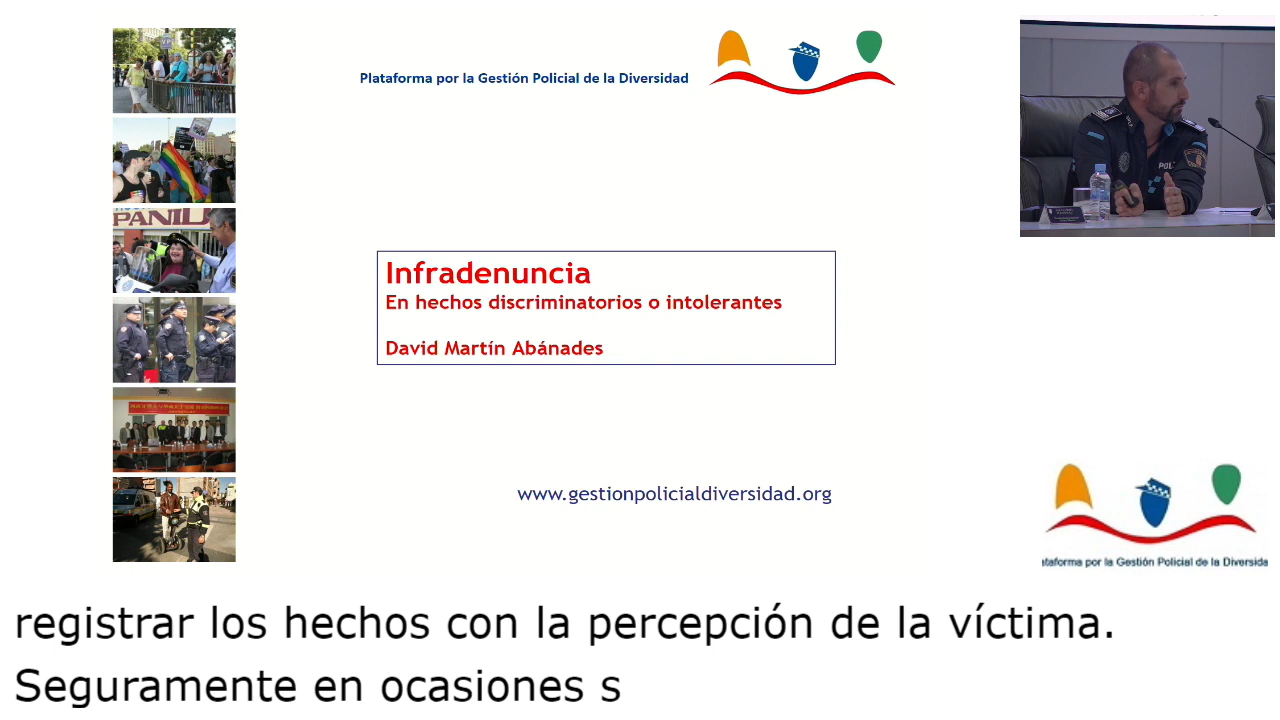 Plataforma por la Gestión Policial de la Diversidad
PANIL
POL
Infradenuncia
En hechos discriminatorios o intolerantes
David Martín Abánades
www.gestionpolicialdiversidad.org
ataforma por la Gestión Policial de la Diversida
registrar los hechos con la percepción de la víctima.
Seguramente en ocasiones s